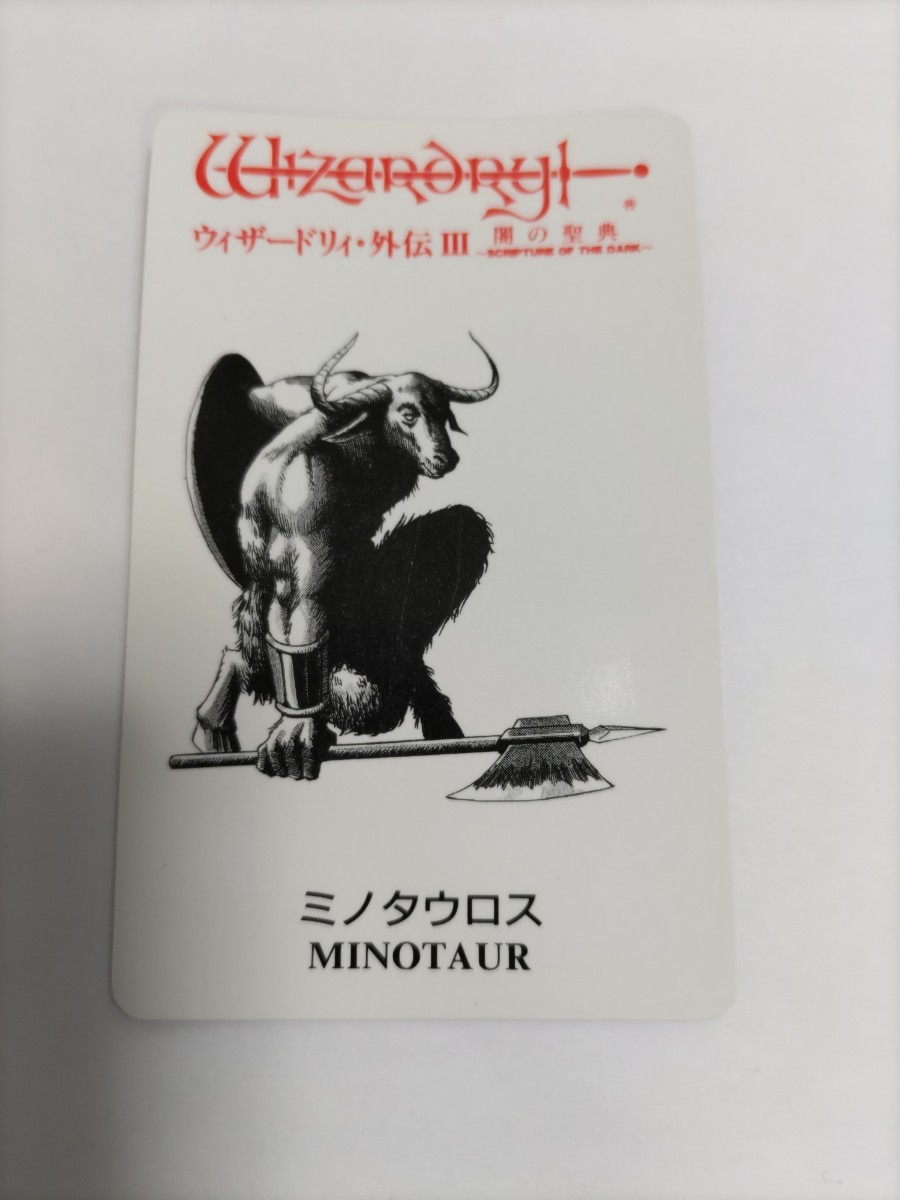 Wizardry
®
ウィザードリィ・外伝 III 闇の聖典
~SCRIPTURE OF THE DARK~
ミノタウロス
MINOTAUR